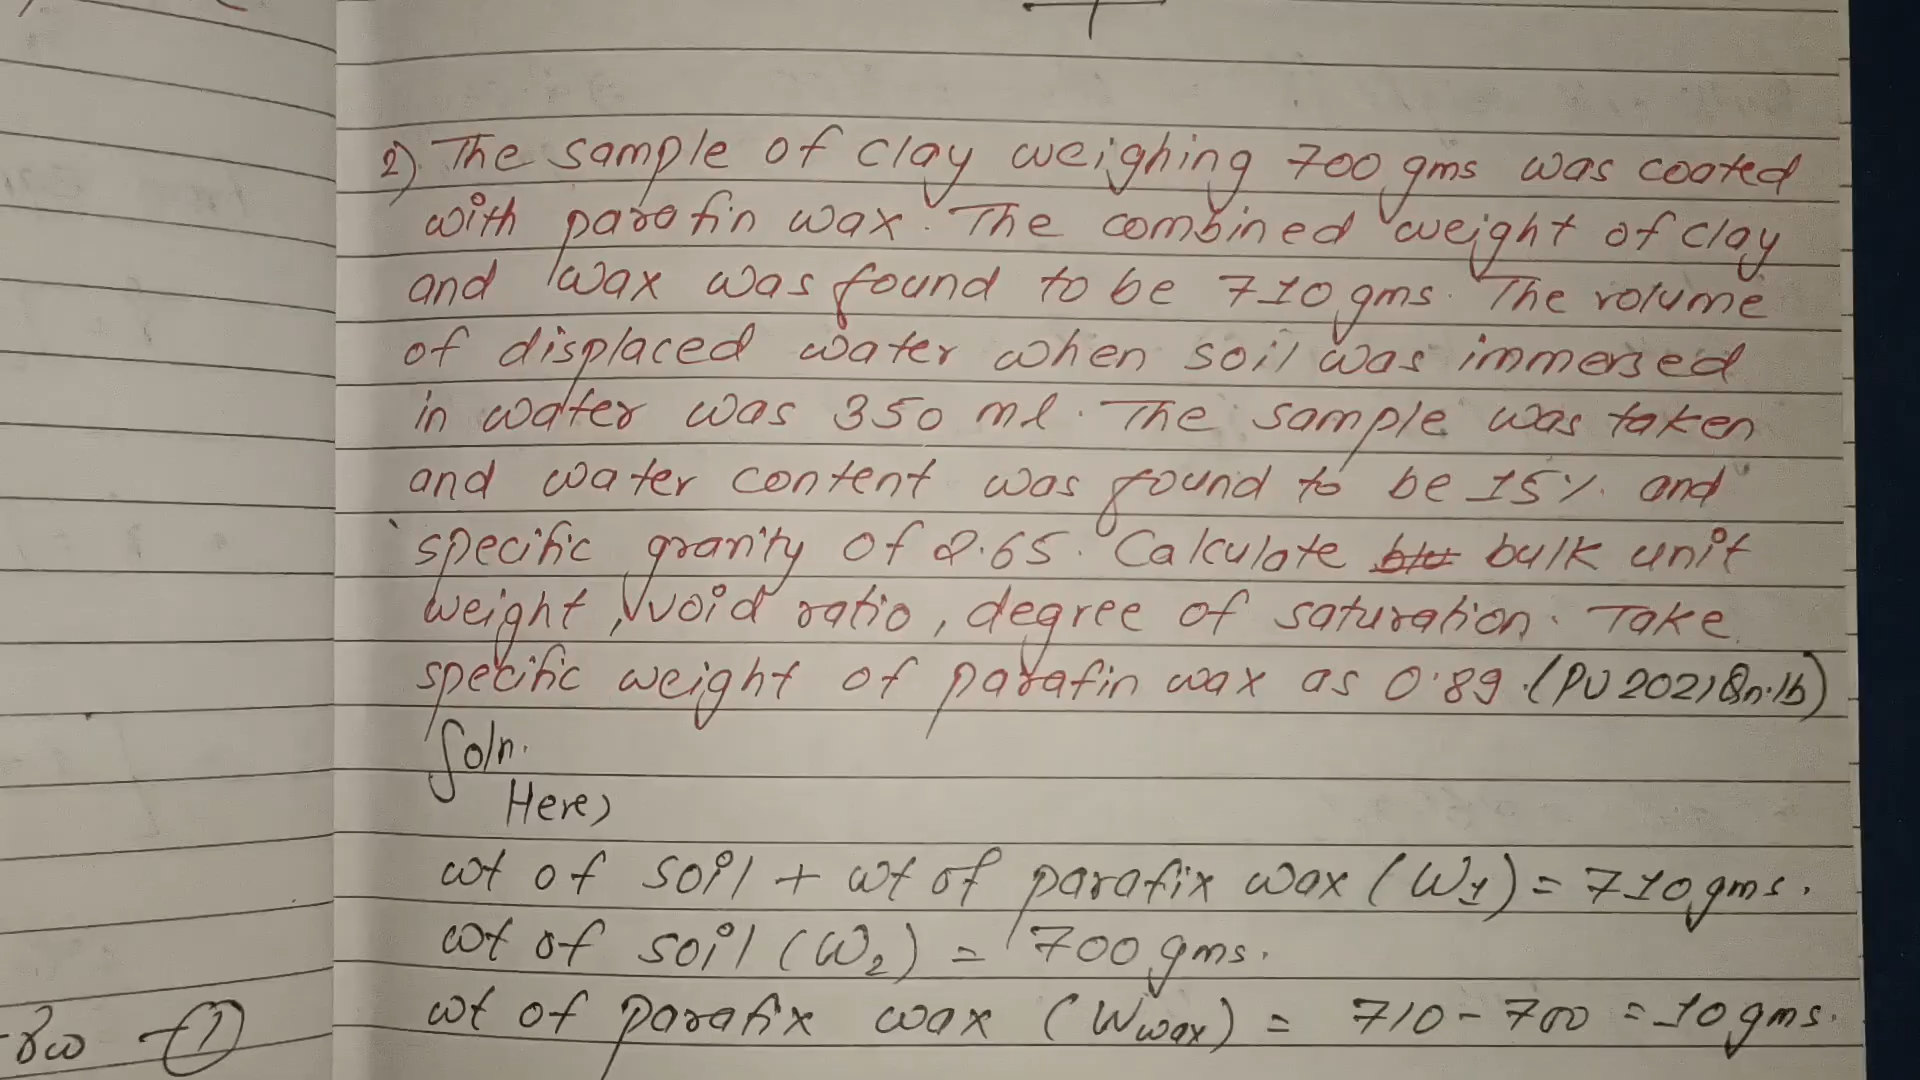 2) The sample of clay weighing 700 gms was coated
with parafin wax. The combined weight of clay
and wax was found to be 710 gms. The volume
of displaced water when soil was immersed
in water was 350 ml. The sample was taken
and water content was found to be 15% and
specific gravity of 2.65. Calculate bulk unit
weight, void ratio, degree of saturation. Take
specific weight of parafin wax as 0.89. (PU 2021 Qn.1b)
Soln.
Here,
wt of soil + wt of parafix wax (W1) = 710gms.
wt of soil (W2) = 700 gms.
wt of parafix wax (Wwax) = 710 - 700 = 10gms.